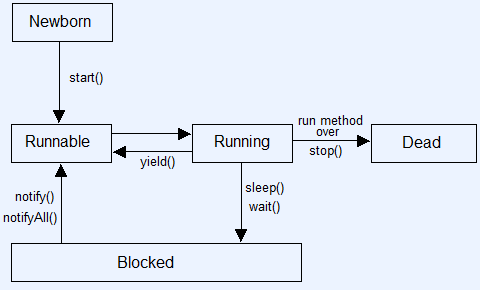 Newborn
start()
Runnable
yield()
Running
run method
over
stop()
Dead
notify()
notifyAll()
sleep()
wait()
Blocked